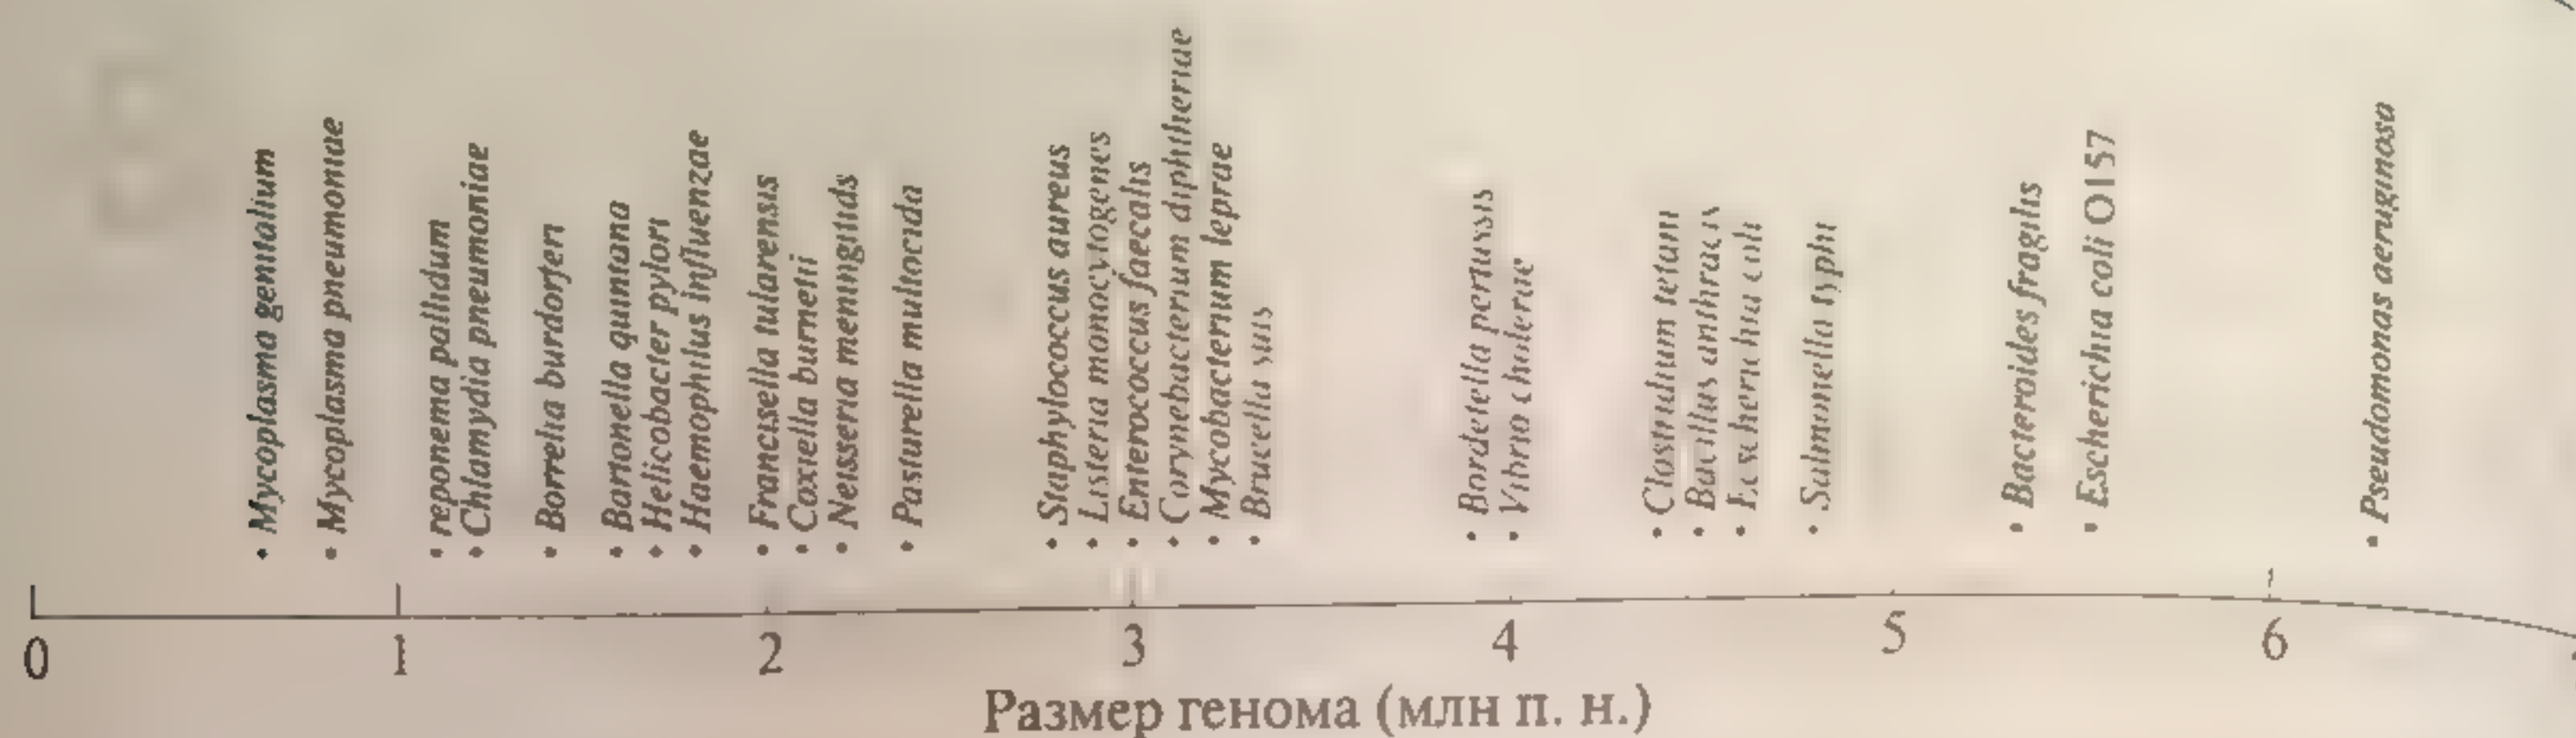 • Mycoplasma genitalium
• Mycoplasma pneumoniae
• reponema pallidum
• Chlamydia pneumoniae
• Borrelia burdorferi
• Bartonella quintana
• Helicobacter pylori
• Haemophilus influenzae
• Francisella tularensis
• Coxiella burnetii
• Neisseria meningitids
• Pasturella multocida
• Staphylococcus aureus
• Listeria monocytogenes
• Enterococcus faecalis
• Corynebacterium diphtheriae
• Mycobacterium leprae
• Brucella suis
• Bordetella pertussis
• Vibrio cholerae
• Clostridium tetani
• Bacillus anthracis
• Escherichia coli
• Salmonella typhi
• Bacteroides fragilis
• Escherichia coli O157
• Pseudomonas aeruginosa
0 1 2 3 4 5 6
Размер генома (млн п. н.)